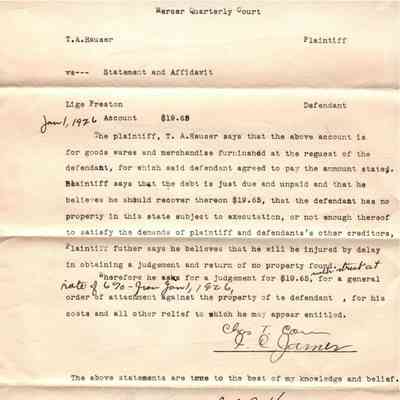 Warner Quarterly Court
T.A.Hauser Plaintiff
vs--- Statement and Affidavit
Lige Preston Defendant
Jan 1, 1926 Account $19.65
The plaintiff, T. A.Hauser says that the above account is
for goods wares and merchandise furninshed at the request of the
defendant, for which said defendant agreed to pay the ammount stated.
Plaintiff says that the debt is just due and unpaid and that he
believes he should recover thereon $19.65, that the defendant has no
property in this state subject to executation, or not enough thereof
to satisfy the demands of plaintiff and defendants's other creditors,
Plaintiff futher says he believes that he will be injured by delay
in obtaining a judgement and return of no property found.
Wherefore he asks for a judgement for $19.65, for a general
rate of 6% from Jan 1, 1926,
order of attachment against the property of te defendant , for his
costs and all other relief to which he may appear entitled.
The above statements are true to the best of my knowledge and belief.